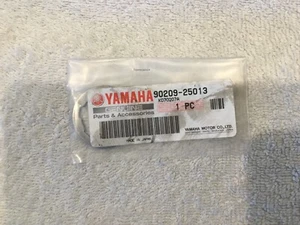 YAMAHA 90209-25013
1 PC
Parts & Accessories
YAMAHA MOTOR CO., LTD.